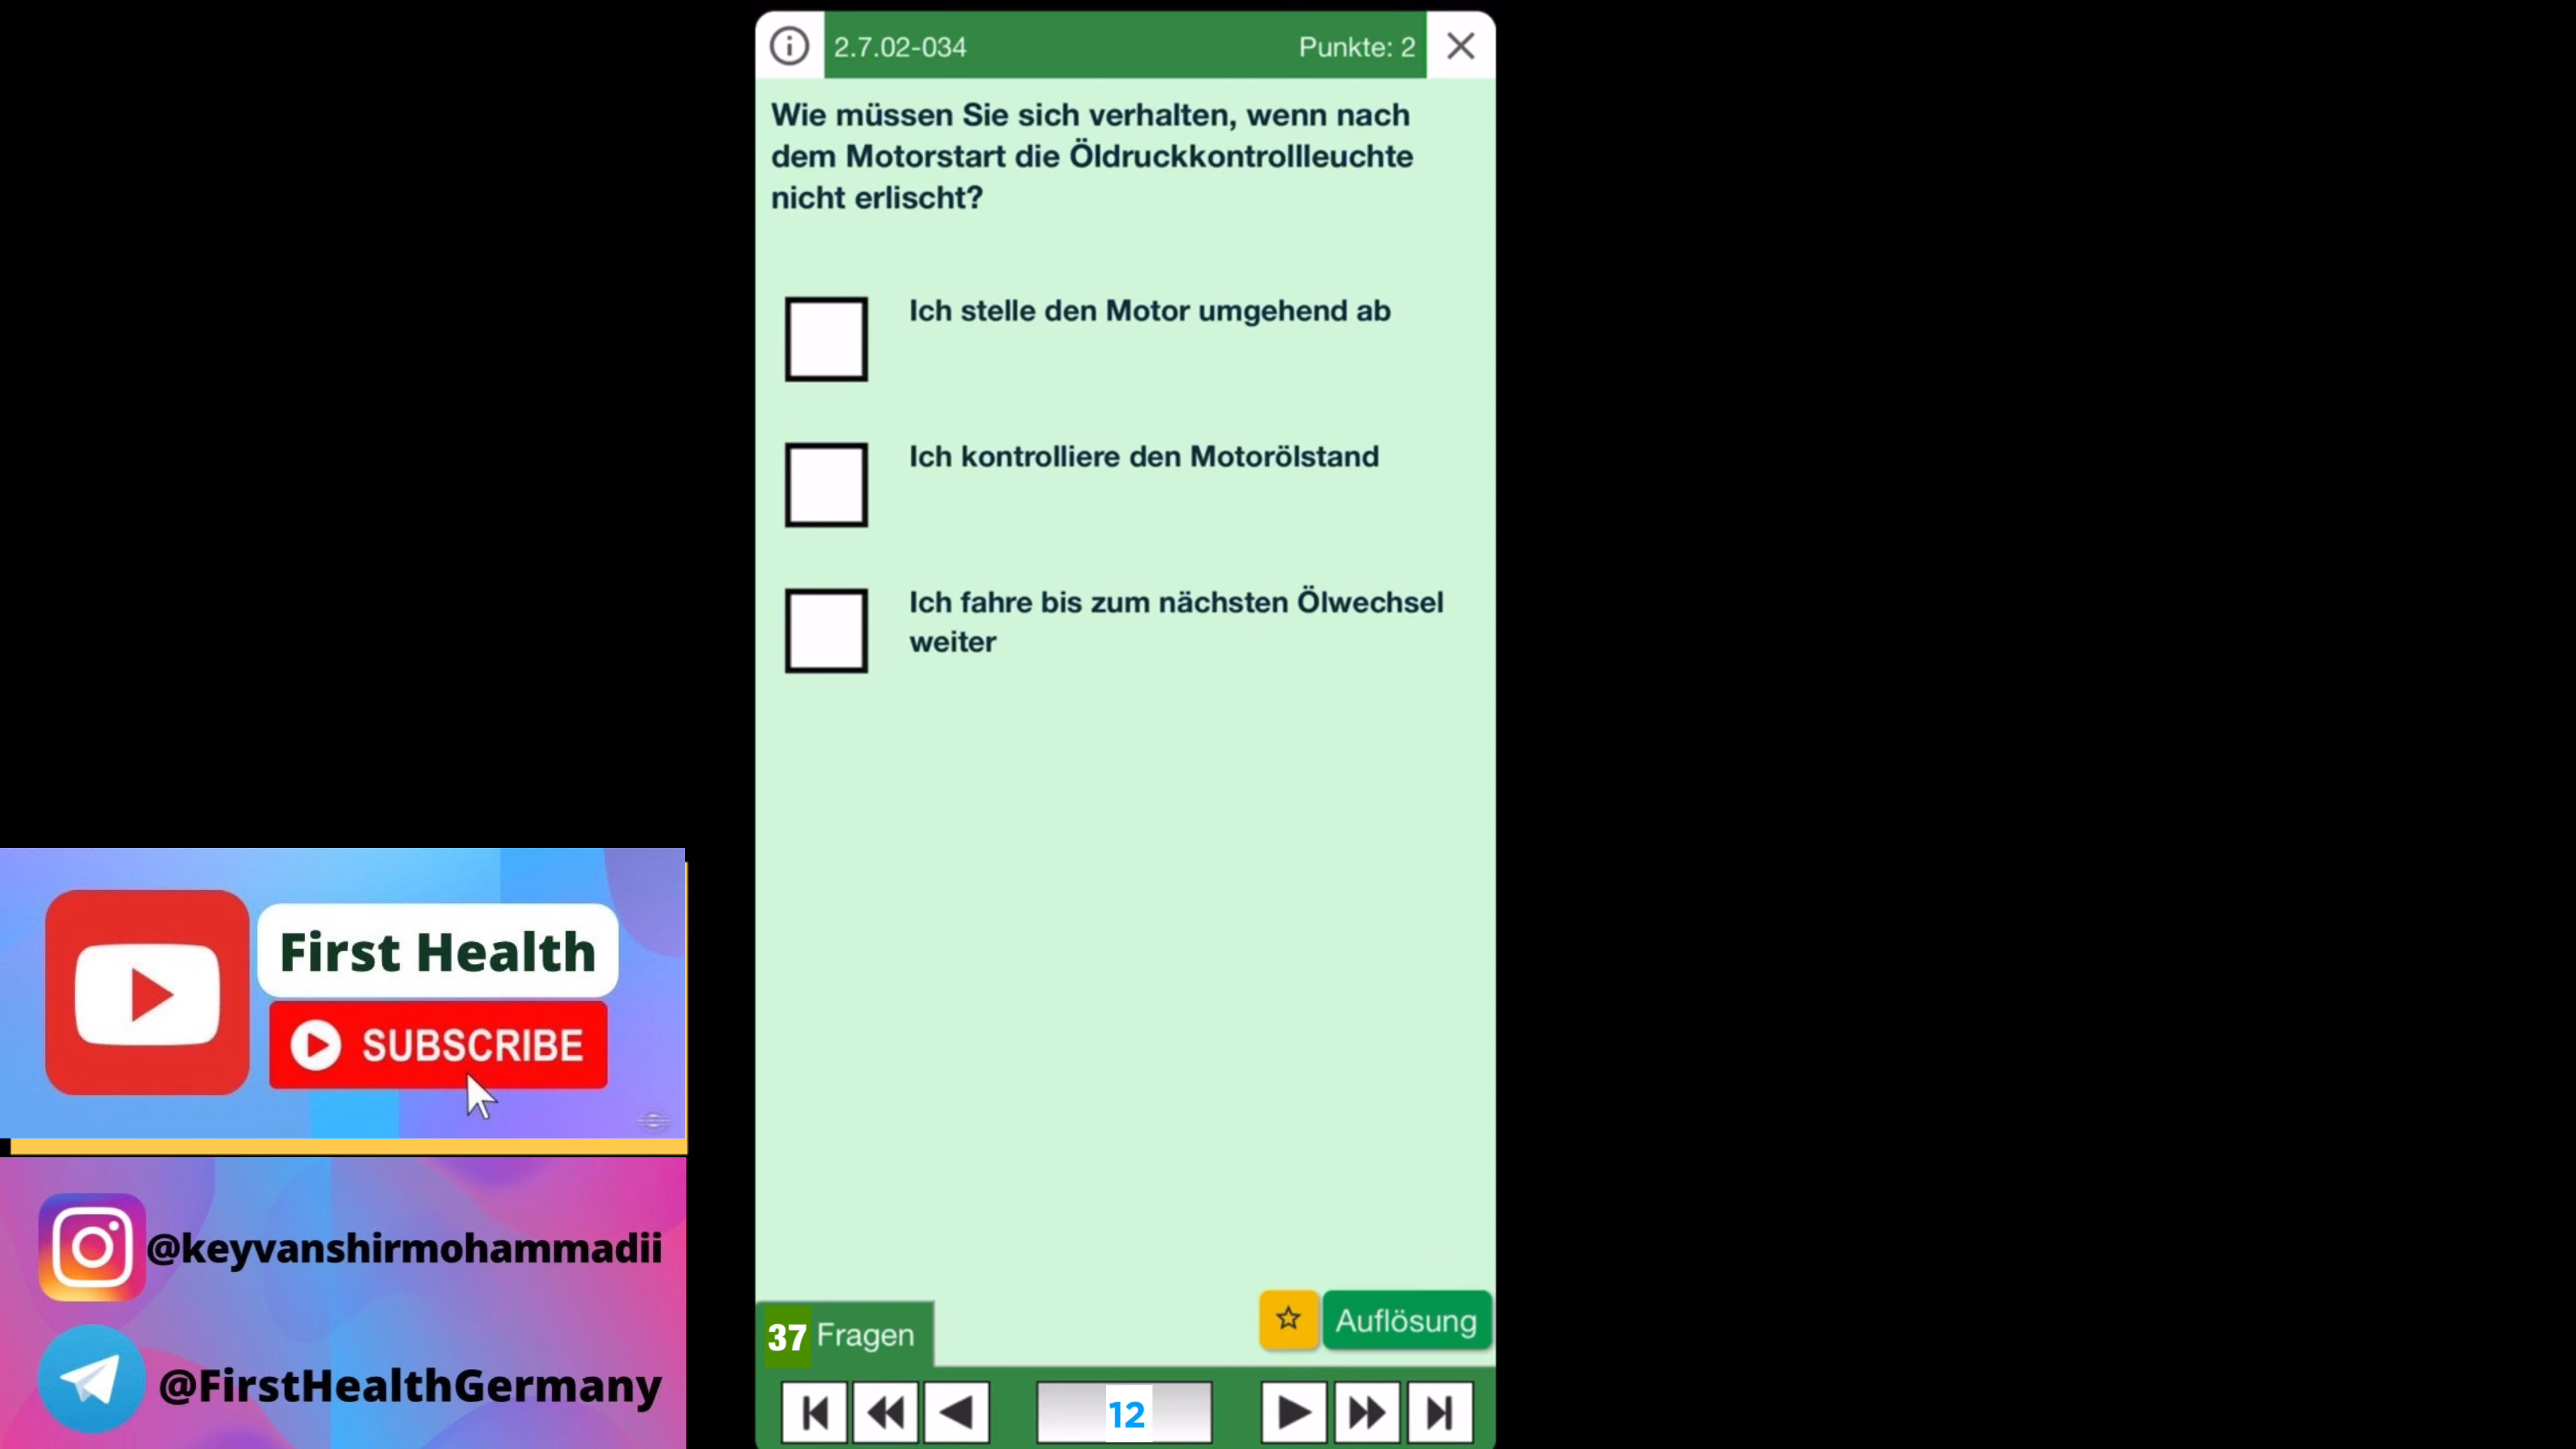 2.7.02-034
Punkte: 2
Wie müssen Sie sich verhalten, wenn nach
dem Motorstart die Öldruckkontrollleuchte
nicht erlischt?
Ich stelle den Motor umgehend ab
Ich kontrolliere den Motorölstand
Ich fahre bis zum nächsten Ölwechsel
weiter
First Health
SUBSCRIBE
@keyvanshirmohammadii
@FirstHealthGermany
37 Fragen
Auflösung
12